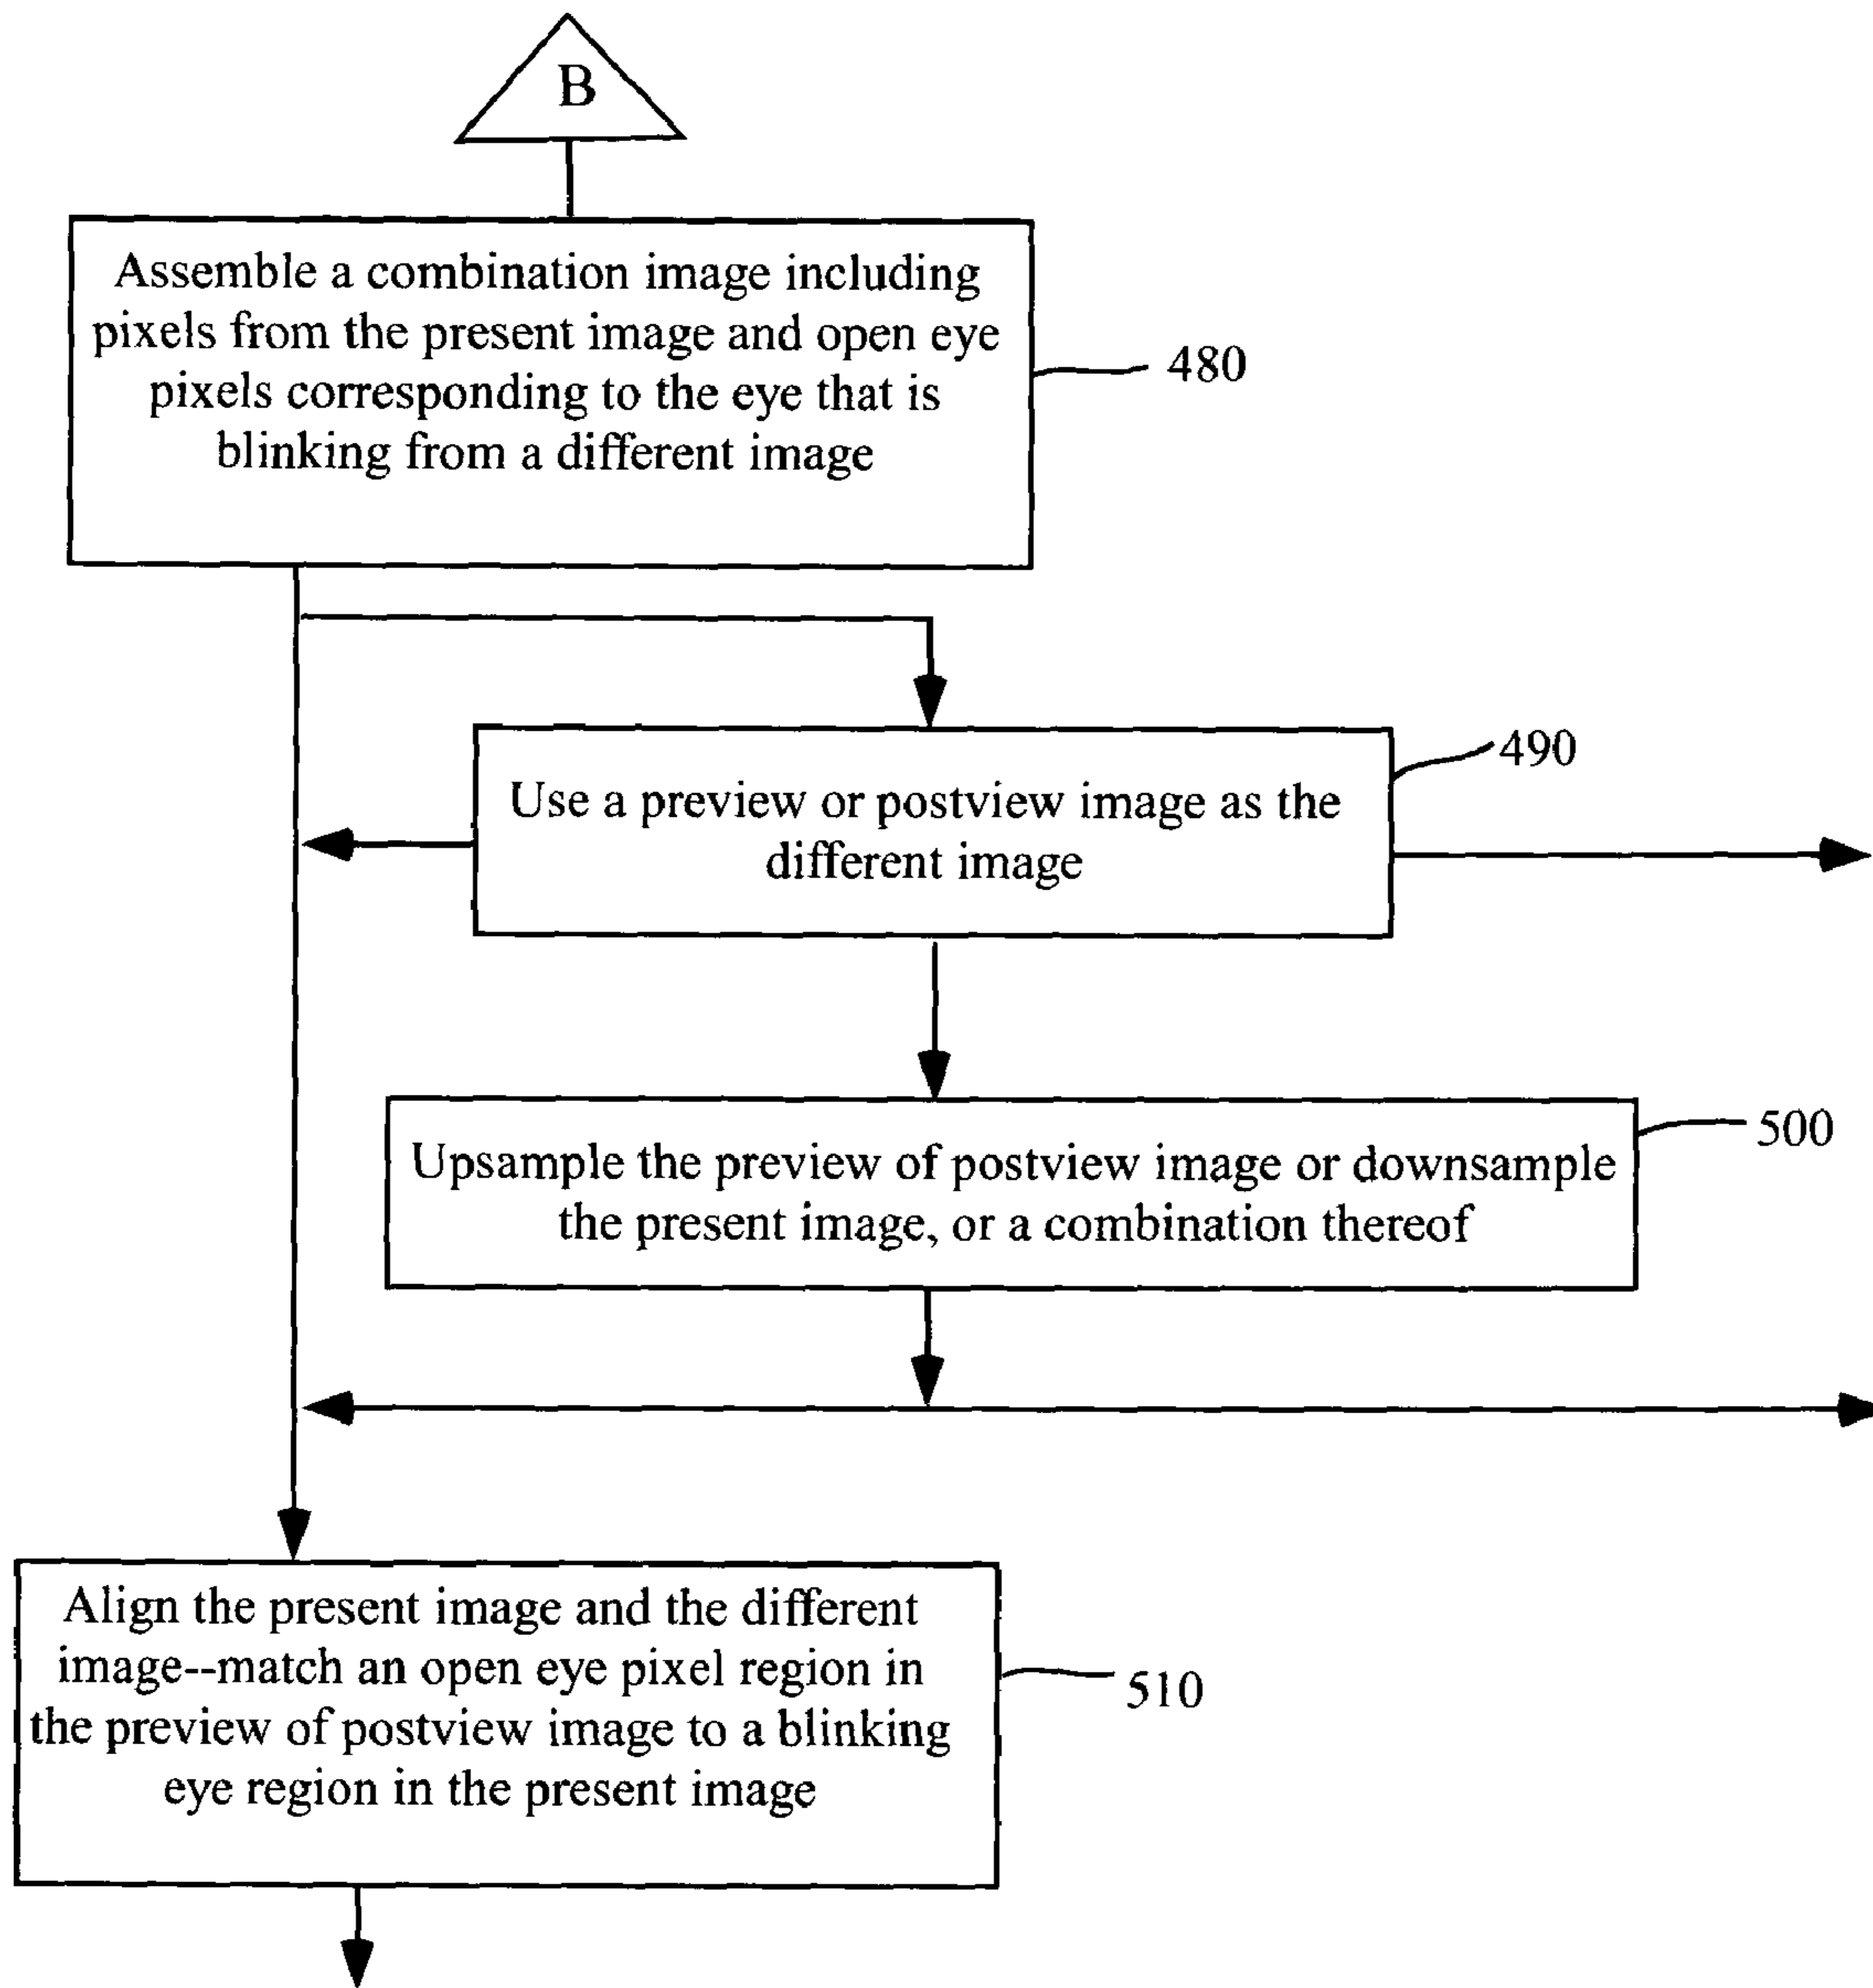 B
Assemble a combination image including
pixels from the present image and open eye
pixels corresponding to the eye that is
blinking from a different image
480
Use a preview or postview image as the
different image
490
Upsample the preview of postview image or downsample
the present image, or a combination thereof
500
Align the present image and the different
image--match an open eye pixel region in
the preview of postview image to a blinking
eye region in the present image
510